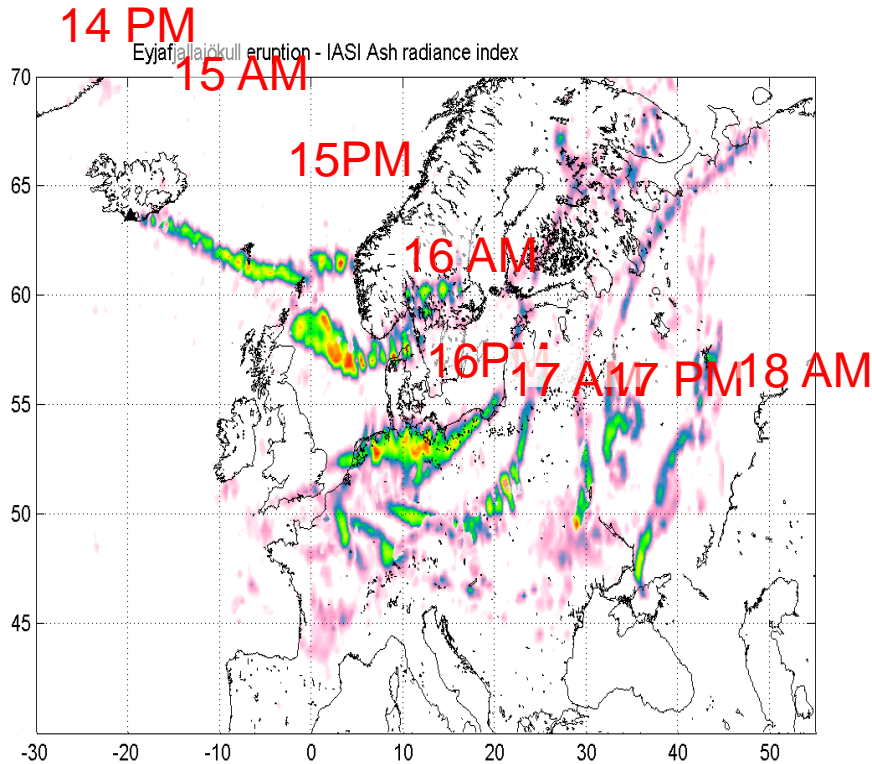 14 PM
Eyjafjallajökull eruption - IASI Ash radiance index
15 AM
70
15PM
65
16 AM
60
16PM
17 AM
17 PM
18 AM
55
50
45
-30 -20 -10 0 10 20 30 40 50